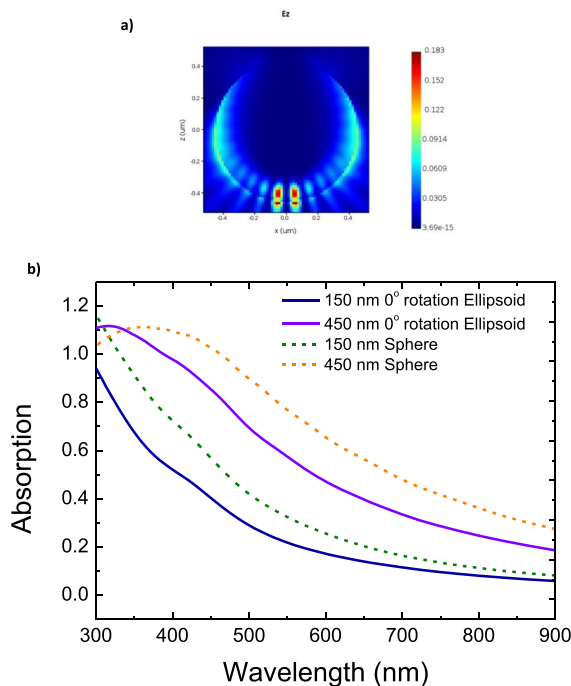 Ez
a)
0.183
0.152
0.122
0.0914
0.0609
0.0305
3.69e-15
0.4
0.2
0.0
-0.2
-0.4
z (um)
-0.4 -0.2 0.0 0.2 0.4
x (um)
b)
150 nm 0° rotation Ellipsoid
450 nm 0° rotation Ellipsoid
150 nm Sphere
450 nm Sphere
1.2
1.0
0.8
0.6
0.4
0.2
0.0
Absorption
300 400 500 600 700 800 900
Wavelength (nm)